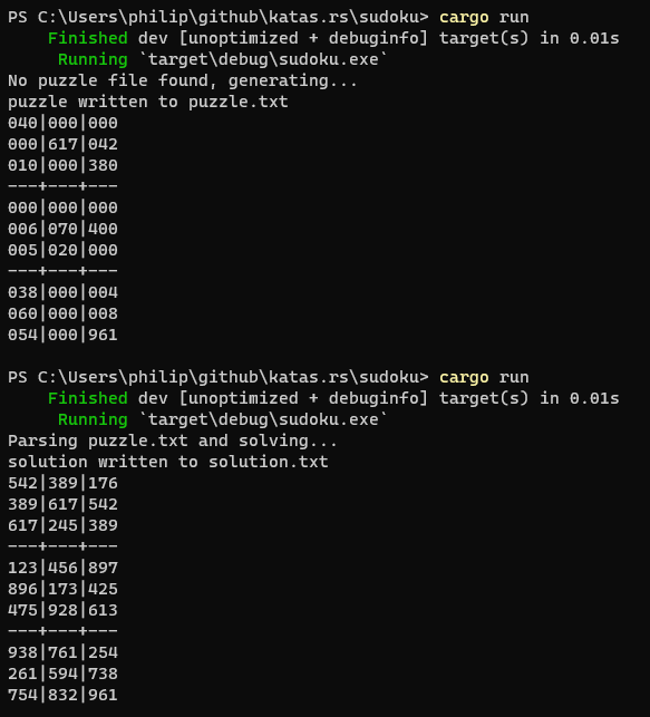 PS C:\Users\philip\github\katas.rs\sudoku> cargo run
    Finished dev [unoptimized + debuginfo] target(s) in 0.01s
     Running `target\debug\sudoku.exe`
No puzzle file found, generating...
puzzle written to puzzle.txt
040|000|000
000|617|042
010|000|380
---+---+---
000|000|000
006|070|400
005|020|000
---+---+---
038|000|004
060|000|008
054|000|961

PS C:\Users\philip\github\katas.rs\sudoku> cargo run
    Finished dev [unoptimized + debuginfo] target(s) in 0.01s
     Running `target\debug\sudoku.exe`
Parsing puzzle.txt and solving...
solution written to solution.txt
542|389|176
389|617|542
617|245|389
---+---+---
123|456|897
896|173|425
475|928|613
---+---+---
938|761|254
261|594|738
754|832|961